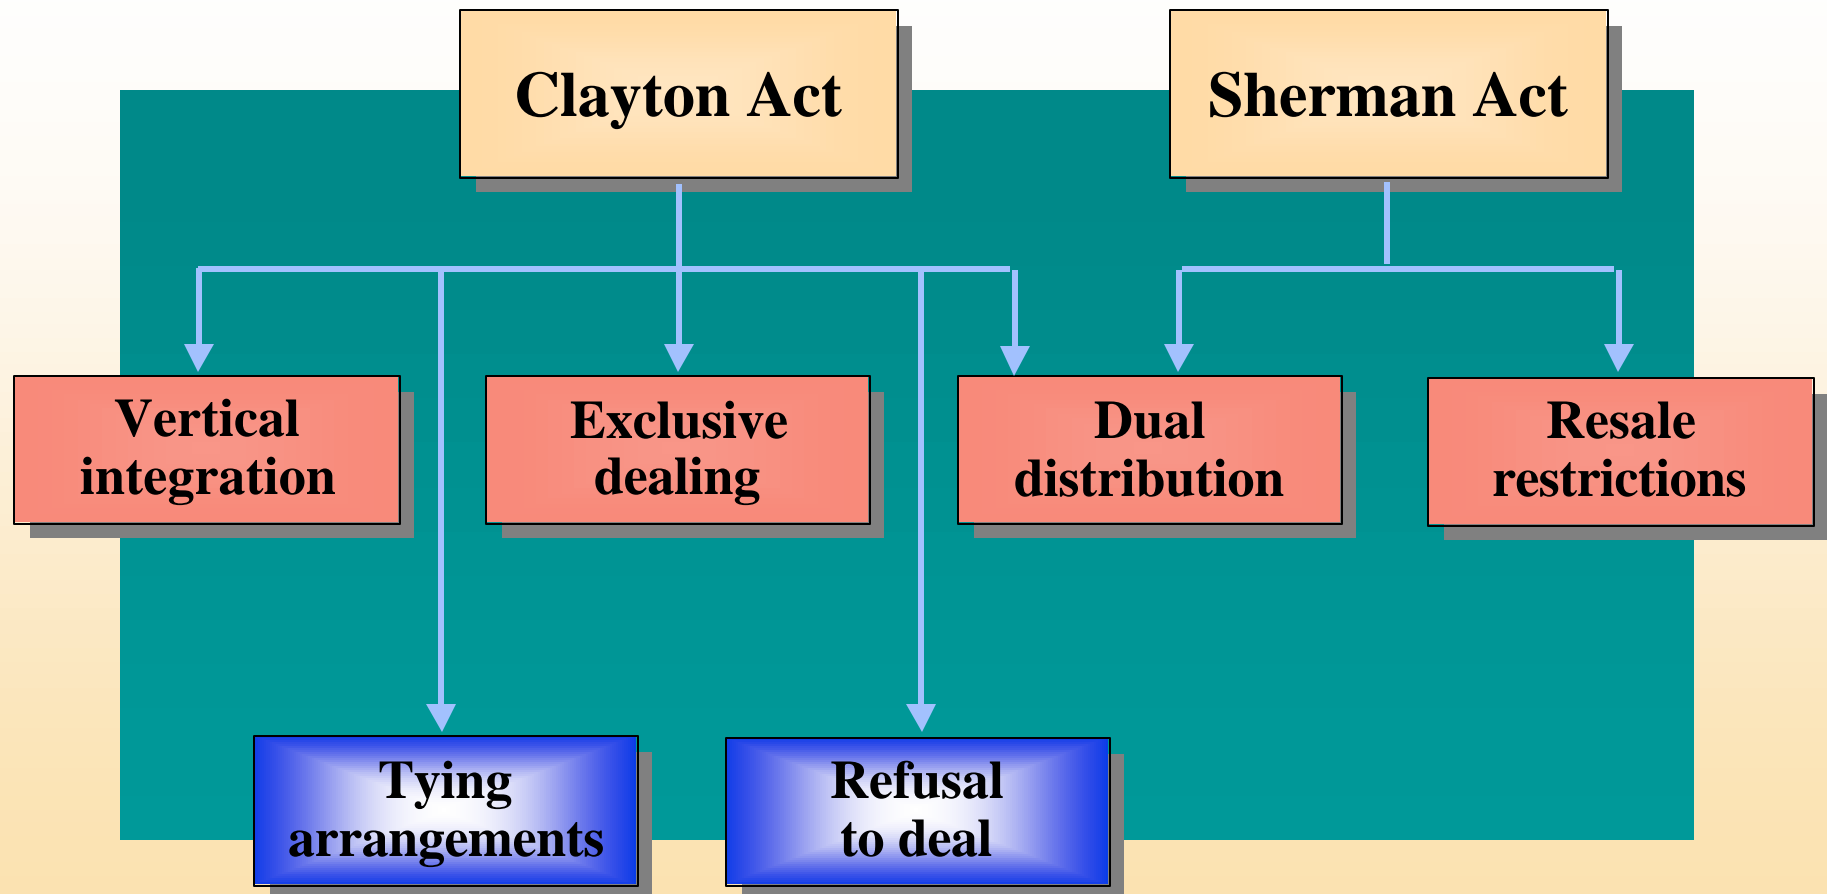 Clayton Act
Sherman Act
Vertical
integration
Exclusive
dealing
Dual
distribution
Resale
restrictions
Tying
arrangements
Refusal
to deal